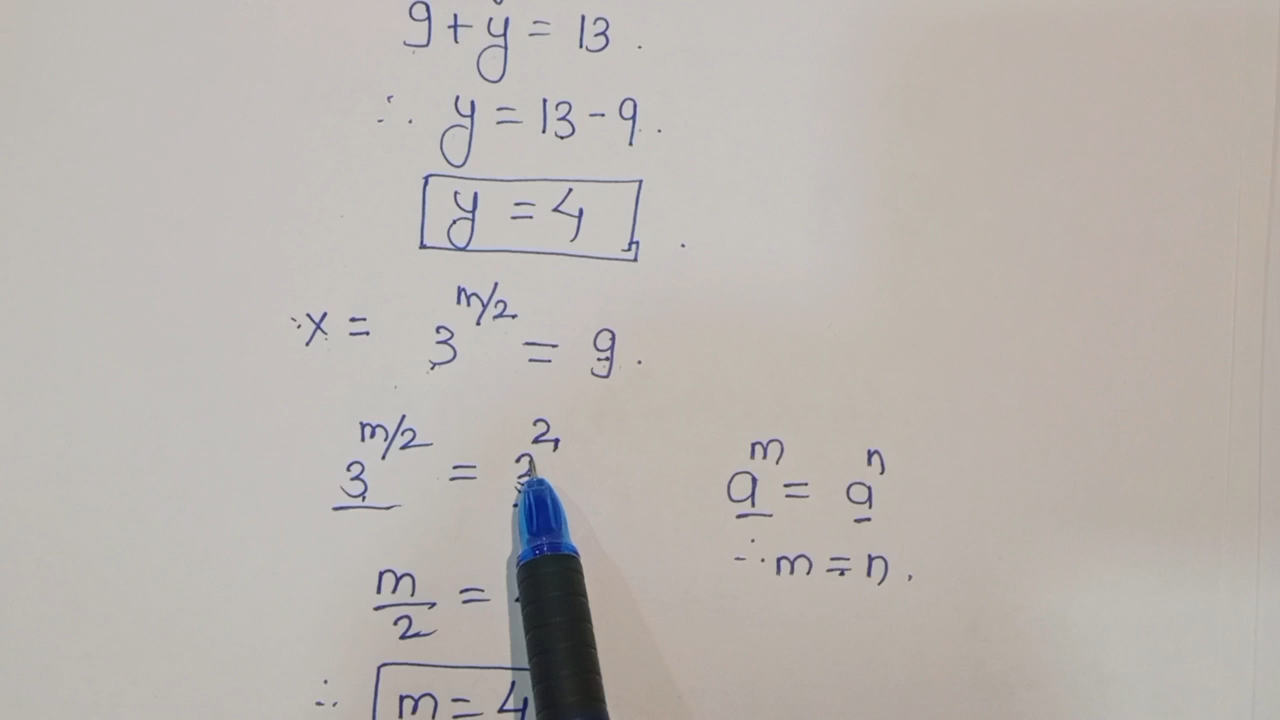 9 + y = 13.
∴ y = 13 - 9.
y = 4
∴ x = 3^m/2 = 9.
3^m/2 = 3^2
a^m = a^n
∴ m = n.
m/2 =
∴ m = 4